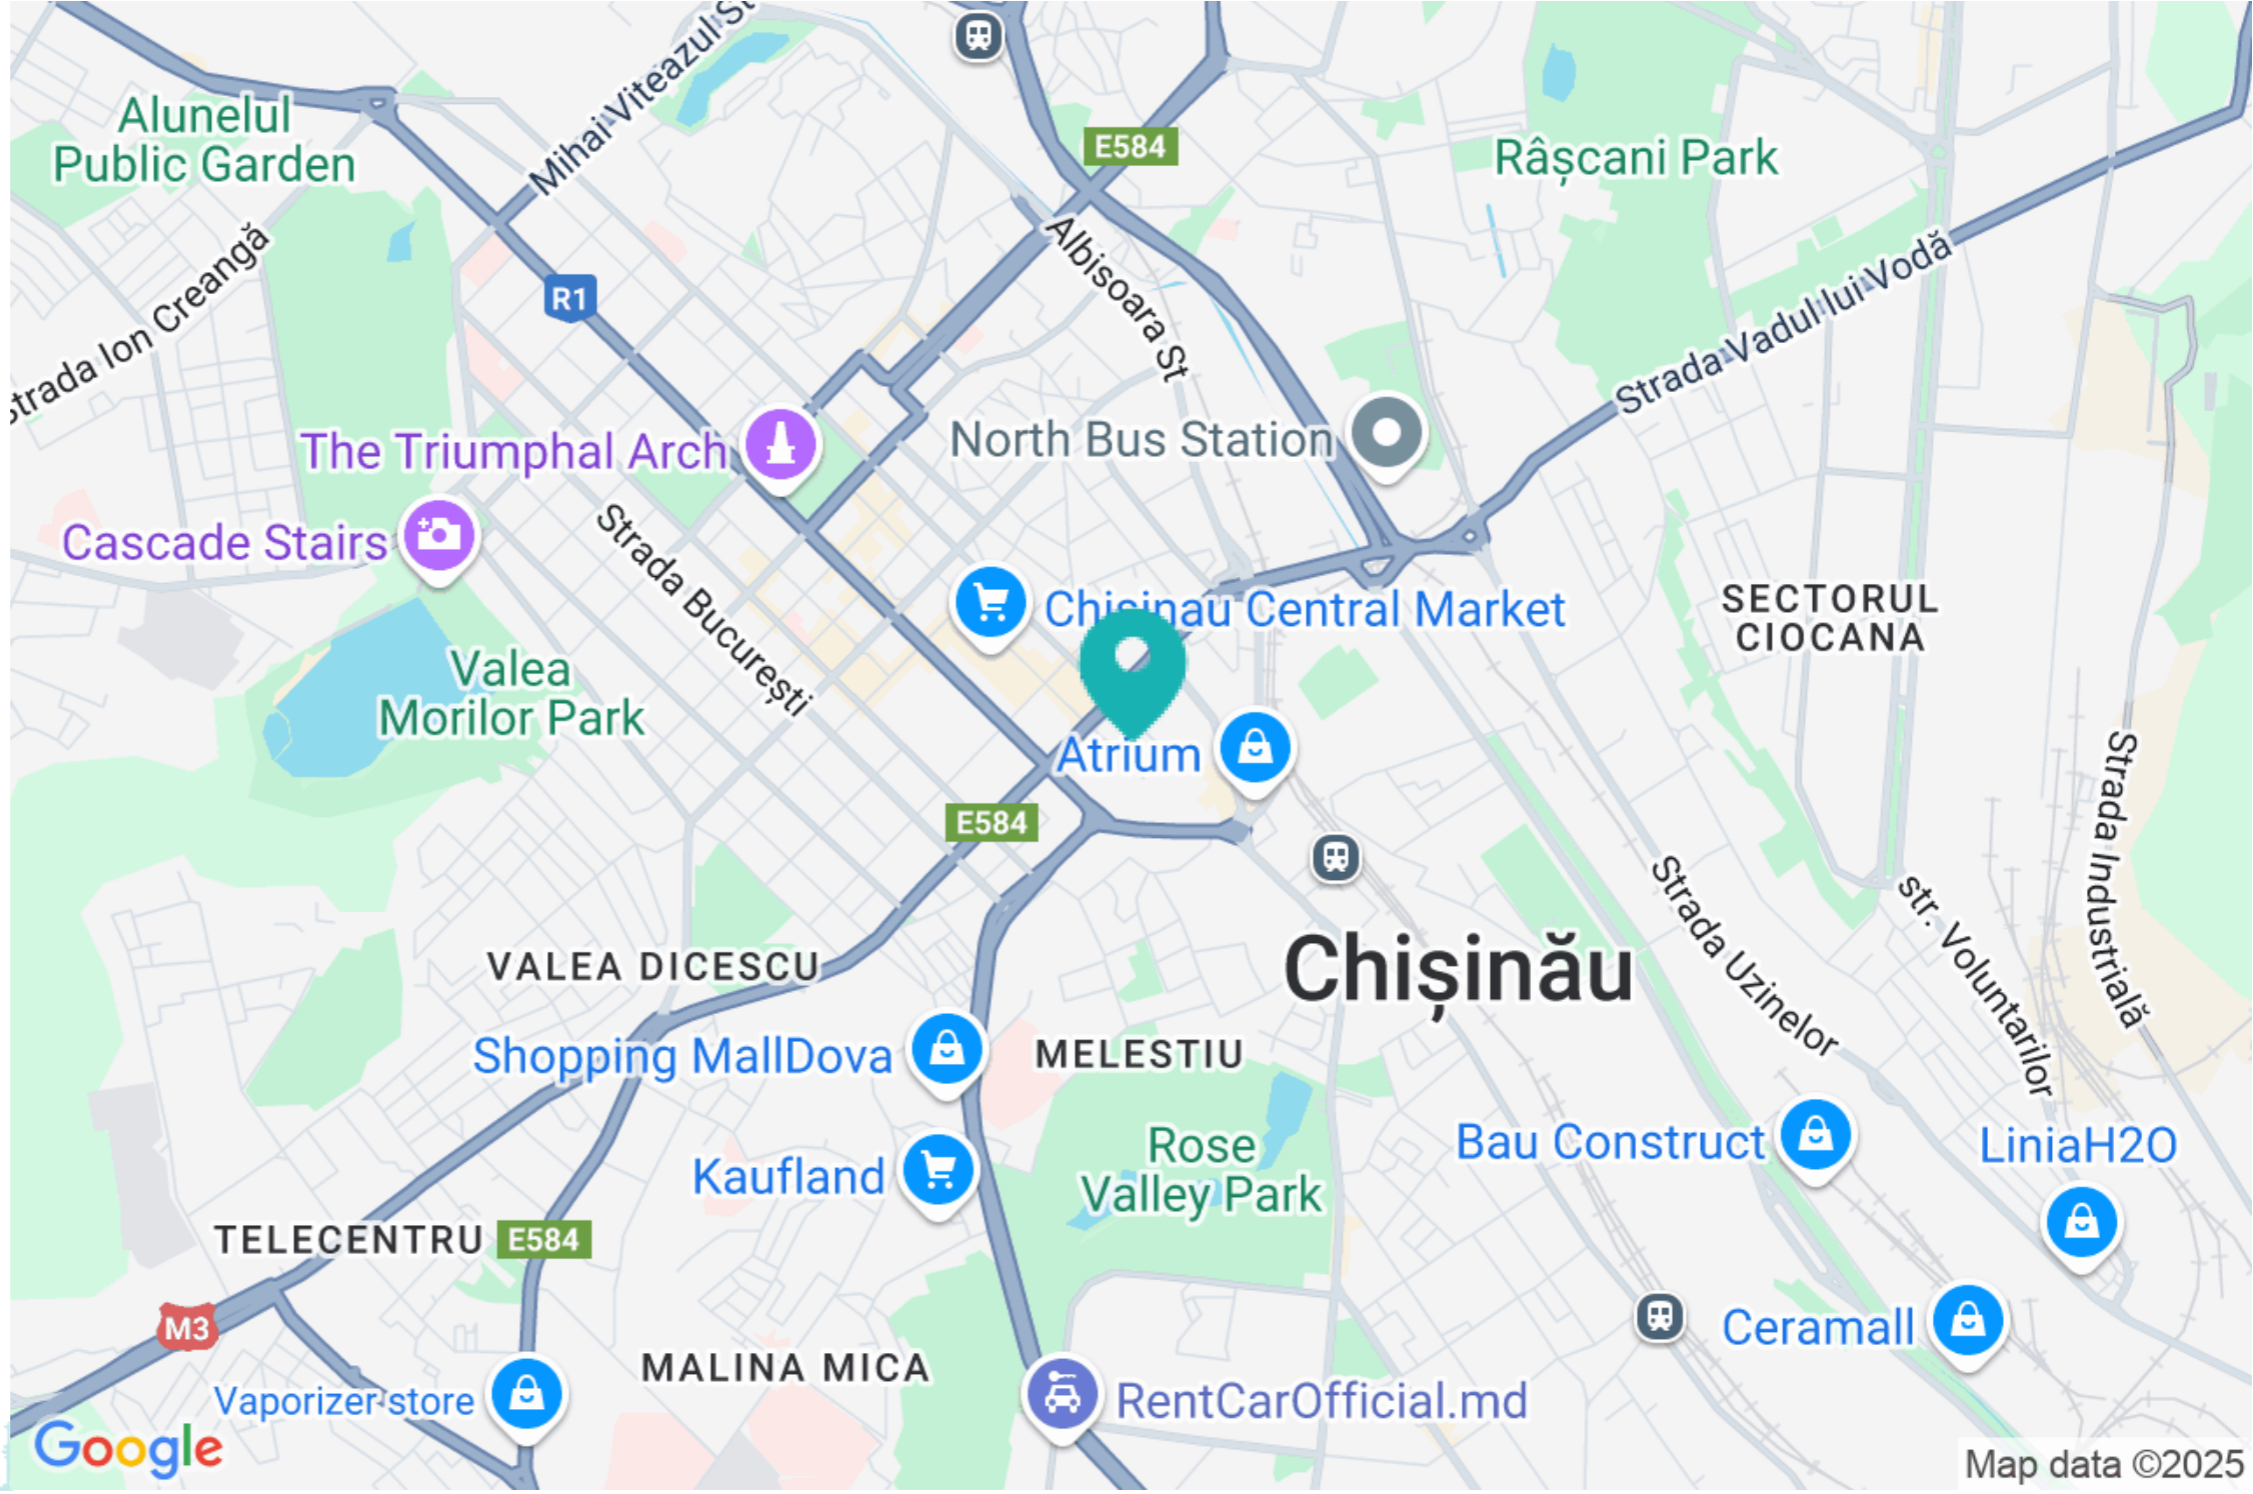 Mihai Viteazul St
Alunelul
Public Garden
E584
Râșcani Park
Albisoara St
Strada Ion Creangă
R1
Strada Vadul lui Vodă
The Triumphal Arch
North Bus Station
Cascade Stairs
Strada București
Chisinau Central Market
SECTORUL
CIOCANA
Valea
Morilor Park
Atrium
Strada Industrială
E584
Strada Uzinelor
str. Voluntarilor
VALEA DICESCU
Chișinău
Shopping MallDova
MELESTIU
Bau Construct
LiniaH2O
Rose
Valley Park
Kaufland
TELECENTRU
E584
M3
Ceramall
MALINA MICA
Vaporizer store
RentCarOfficial.md
Google
Map data ©2025